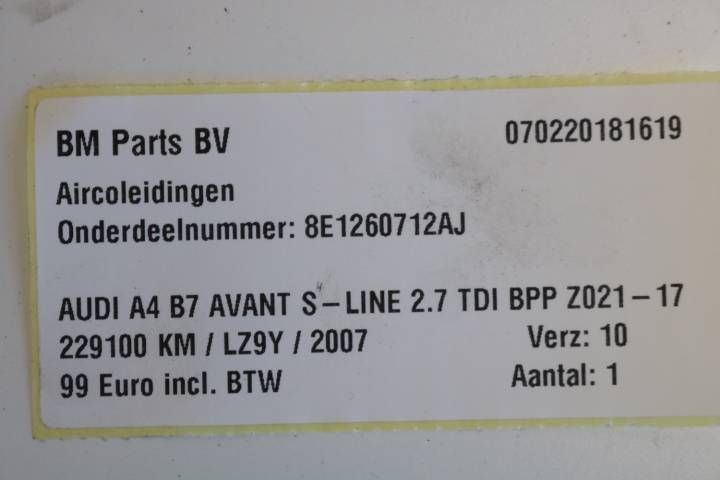 BM Parts BV 070220181619
Aircoleidingen
Onderdeelnummer: 8E1260712AJ
AUDI A4 B7 AVANT S-LINE 2.7 TDI BPP Z021-17
229100 KM / LZ9Y / 2007 Verz: 10
99 Euro incl. BTW Aantal: 1